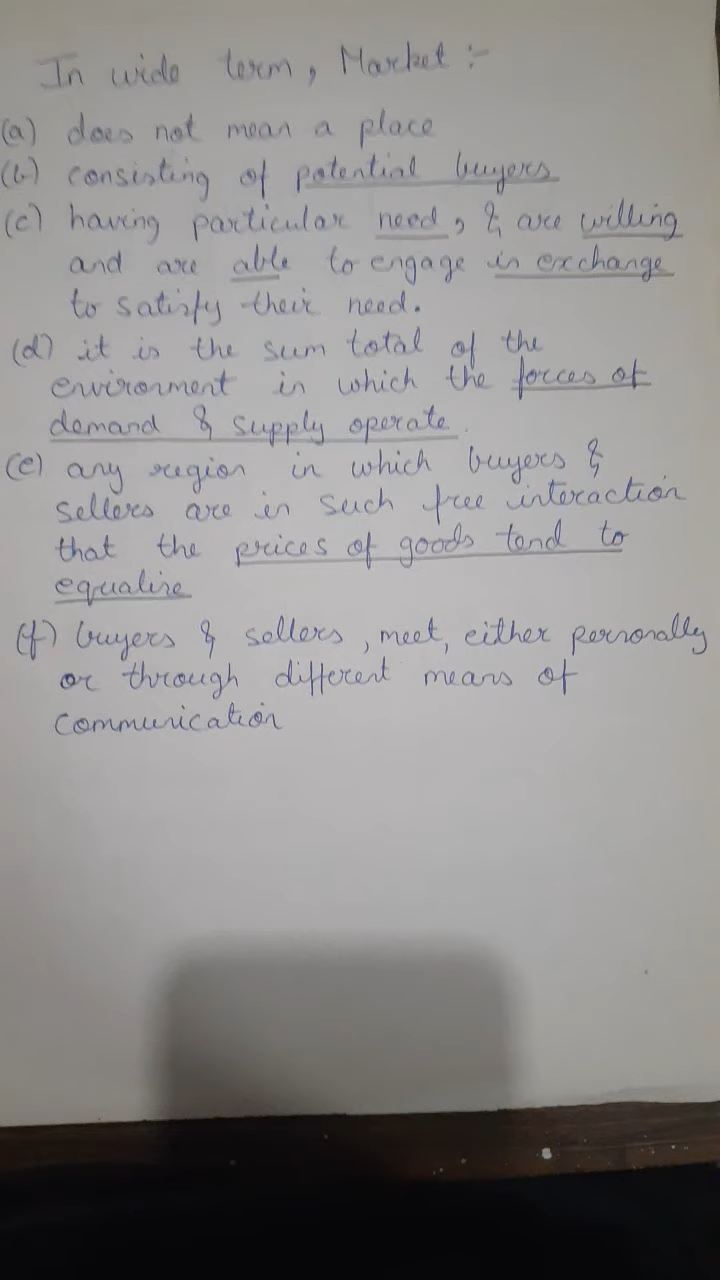 In wide term, Market :-
(a) does not mean a place
(b) consisting of potential buyers
(c) having particular need, & are willing
and are able to engage in exchange
to satisfy their need.
(d) it is the sum total of the
environment in which the forces of
demand & supply operate.
(e) any region in which buyers &
sellers are in such free interaction
that the prices of goods tend to
equalize
(f) buyers & sellers, meet, either personally
or through different means of
communication